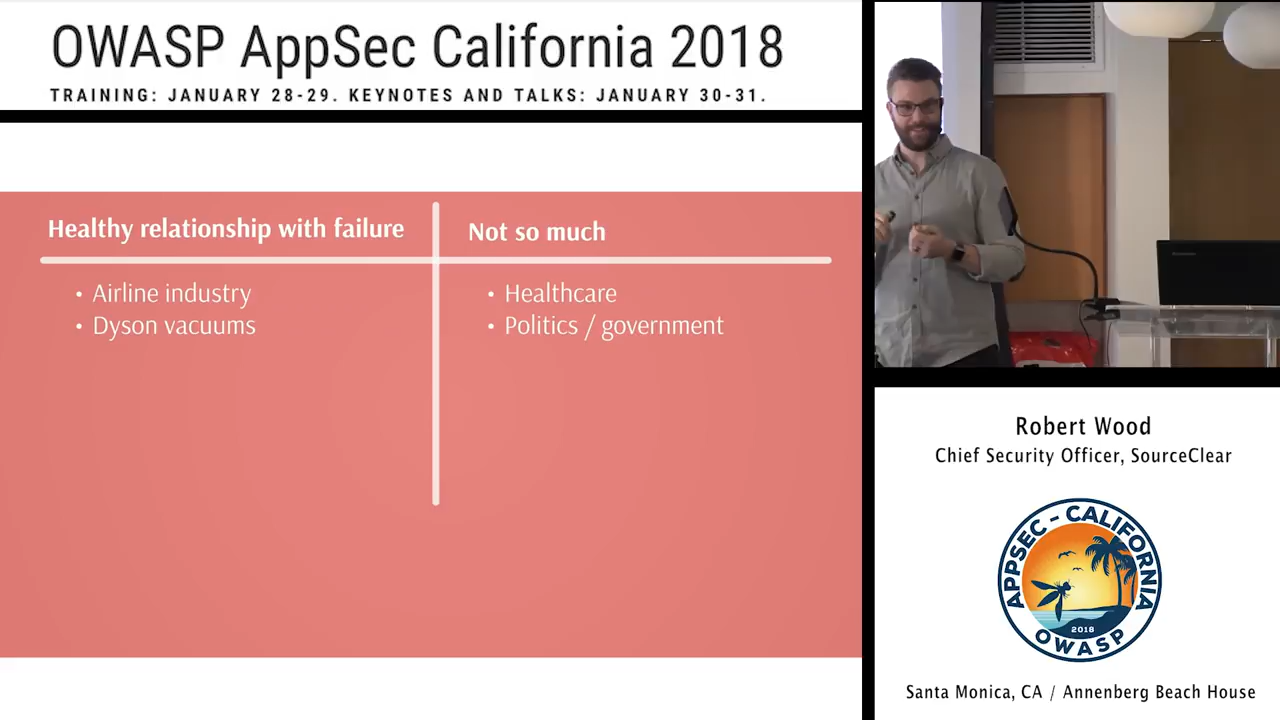 OWASP AppSec California 2018
TRAINING: JANUARY 28-29. KEYNOTES AND TALKS: JANUARY 30-31.
Healthy relationship with failure
Not so much
• Airline industry
• Dyson vacuums
• Healthcare
• Politics / government
Robert Wood
Chief Security Officer, SourceClear
APPSEC - CALIFORNIA
2018
OWASP
Santa Monica, CA / Annenberg Beach House